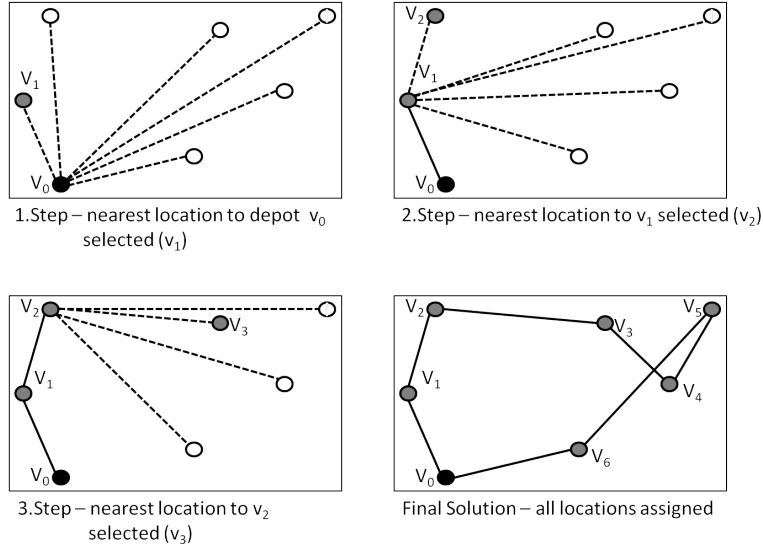 V₁
V₀
1.Step – nearest location to depot v₀
selected (v₁)
V₂
V₁
V₀
2.Step – nearest location to v₁ selected (v₂)
V₂
V₃
V₁
V₀
3.Step – nearest location to v₂
selected (v₃)
V₂
V₅
V₃
V₁
V₄
V₆
V₀
Final Solution – all locations assigned